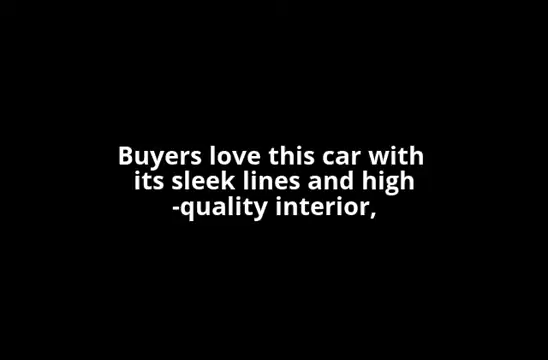 Buyers love this car with
its sleek lines and high
-quality interior,